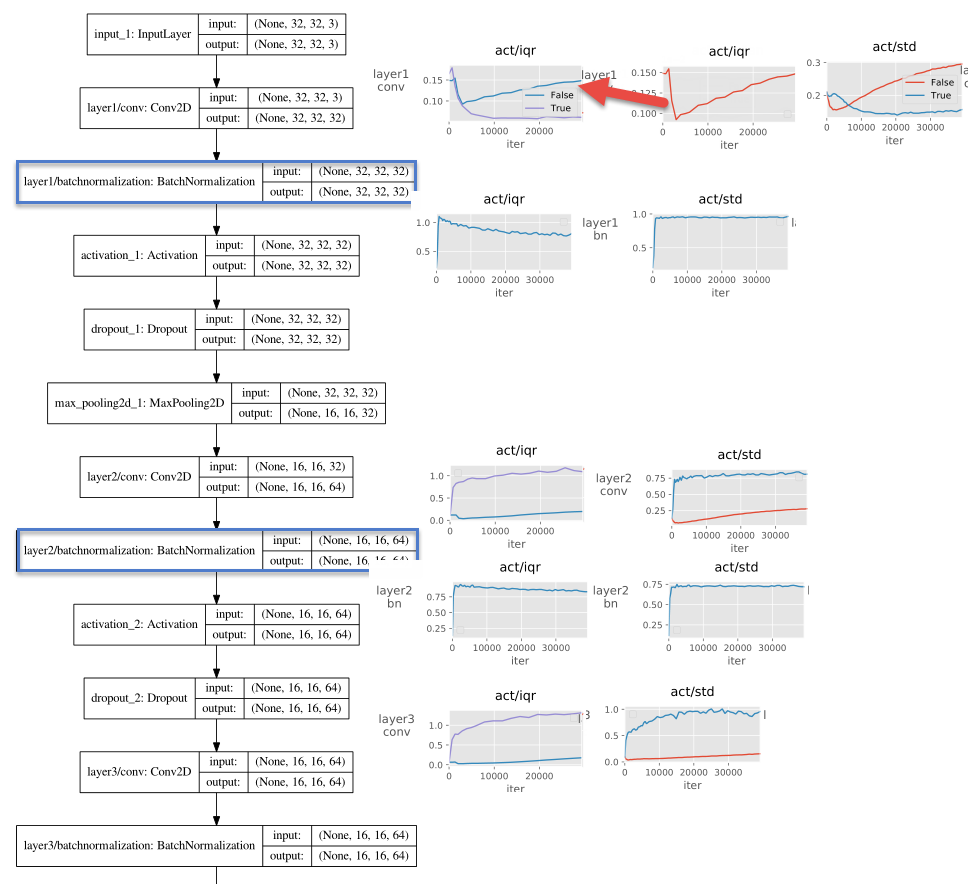 input_1: InputLayer
input: (None, 32, 32, 3)
output: (None, 32, 32, 3)
layer1/conv: Conv2D
input: (None, 32, 32, 3)
output: (None, 32, 32, 32)
layer1/batchnormalization: BatchNormalization
input: (None, 32, 32, 32)
output: (None, 32, 32, 32)
activation_1: Activation
input: (None, 32, 32, 32)
output: (None, 32, 32, 32)
dropout_1: Dropout
input: (None, 32, 32, 32)
output: (None, 32, 32, 32)
max_pooling2d_1: MaxPooling2D
input: (None, 32, 32, 32)
output: (None, 16, 16, 32)
layer2/conv: Conv2D
input: (None, 16, 16, 32)
output: (None, 16, 16, 64)
layer2/batchnormalization: BatchNormalization
input: (None, 16, 16, 64)
output: (None, 16, 16, 64)
activation_2: Activation
input: (None, 16, 16, 64)
output: (None, 16, 16, 64)
dropout_2: Dropout
input: (None, 16, 16, 64)
output: (None, 16, 16, 64)
layer3/conv: Conv2D
input: (None, 16, 16, 64)
output: (None, 16, 16, 64)
layer3/batchnormalization: BatchNormalization
input: (None, 16, 16, 64)
output: (None, 16, 16, 64)
act/iqr
layer1
conv
0.15
0.10
False
True
0 10000 20000
iter
act/iqr
layer1
0.150
0.125
0.100
0 10000 20000
iter
act/std
0.3
0.2
False
True
0 10000 20000 30000
iter
act/iqr
1.0
0.5
0 10000 20000 30000
iter
act/std
layer1
bn
1.0
0.5
0 10000 20000 30000
iter
act/iqr
1.0
0.5
0.0
0 10000 20000
iter
act/std
layer2
conv
0.75
0.50
0.25
0 10000 20000 30000
iter
act/iqr
layer2
bn
0.75
0.50
0.25
0 10000 20000 30000
iter
act/std
layer2
bn
0.75
0.50
0.25
0 10000 20000 30000
iter
act/iqr
layer3
conv
1.0
0.5
0.0
0 10000 20000
iter
act/std
1.0
0.5
0.0
0 10000 20000 30000
iter